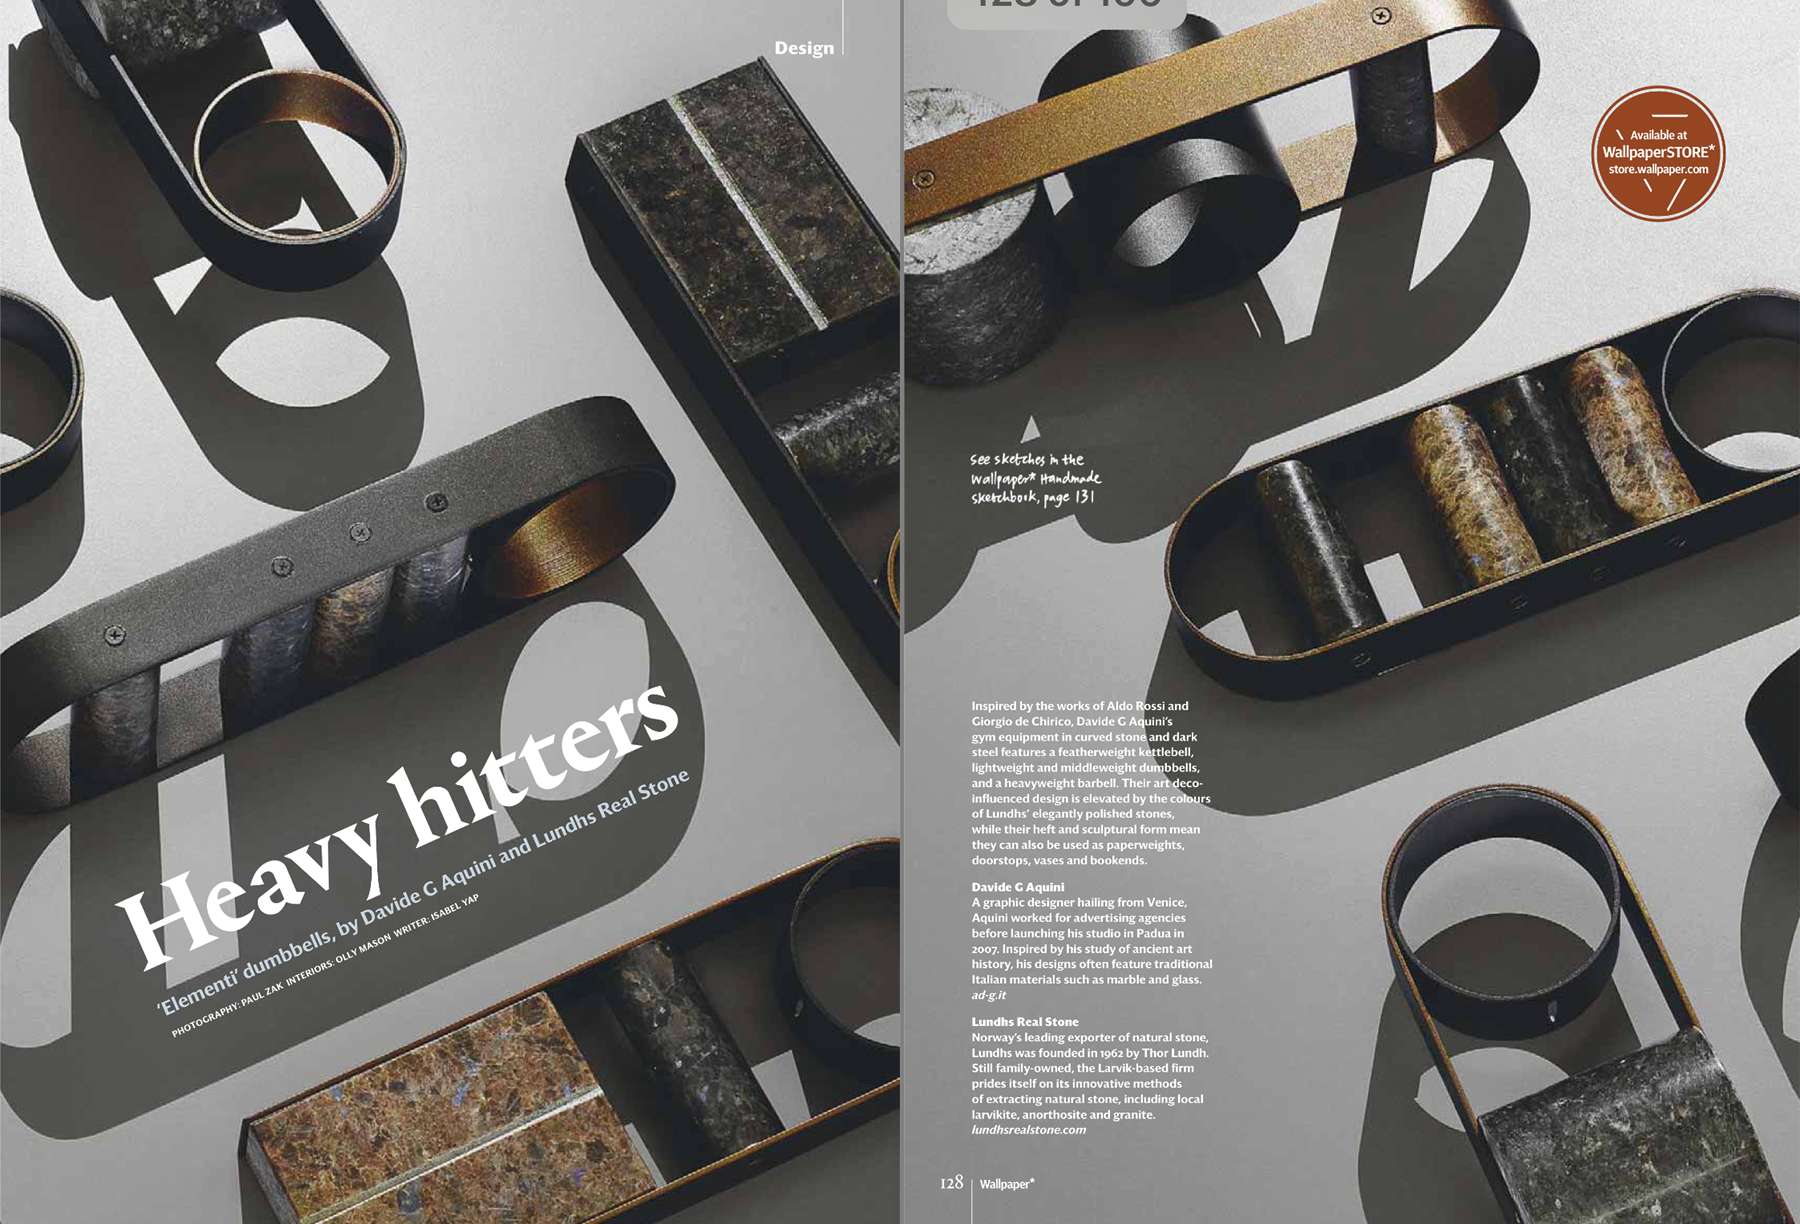 Design
Heavy hitters
'Elementi' dumbbells, by Davide G Aquini and Lundhs Real Stone
PHOTOGRAPHY: PAUL ZAK INTERIORS: OLLY MASON WRITER: ISABEL YAP
Available at
WallpaperSTORE*
store.wallpaper.com
See sketches in the
Wallpaper* Handmade
sketchbook, page 131
Inspired by the works of Aldo Rossi and
Giorgio de Chirico, Davide G Aquini's
gym equipment in curved stone and dark
steel features a featherweight kettlebell,
lightweight and middleweight dumbbells,
and a heavyweight barbell. Their art deco-
influenced design is elevated by the colours
of Lundhs' elegantly polished stones,
while their heft and sculptural form mean
they can also be used as paperweights,
doorstops, vases and bookends.
Davide G Aquini
A graphic designer hailing from Venice,
Aquini worked for advertising agencies
before launching his studio in Padua in
2007. Inspired by his study of ancient art
history, his designs often feature traditional
Italian materials such as marble and glass.
ad-g.it
Lundhs Real Stone
Norway's leading exporter of natural stone,
Lundhs was founded in 1962 by Thor Lundh.
Still family-owned, the Larvik-based firm
prides itself on its innovative methods
of extracting natural stone, including local
larvikite, anorthosite and granite.
lundhsrealstone.com
128 Wallpaper*